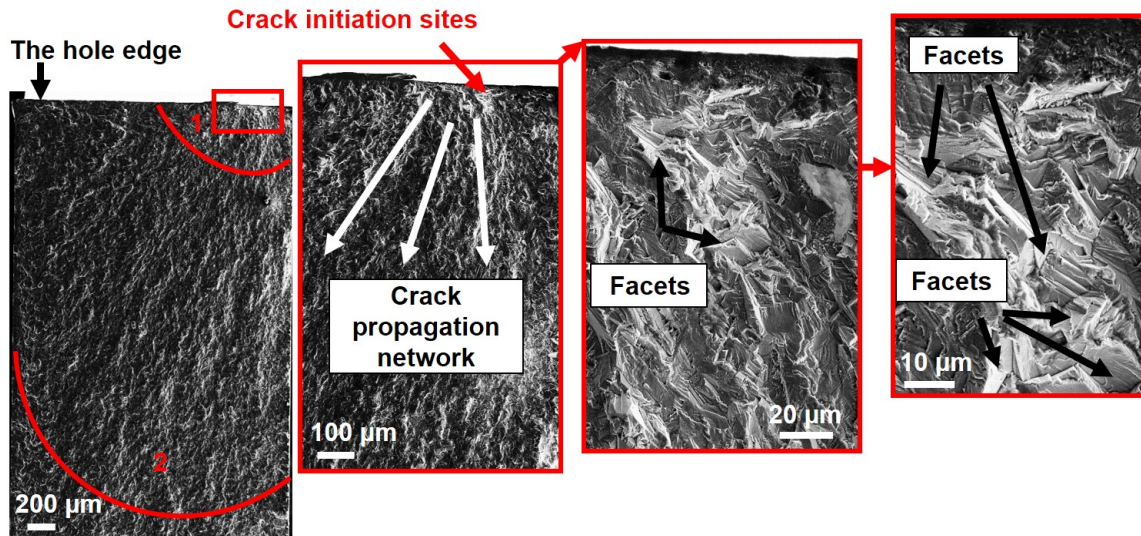 Crack initiation sites
The hole edge
1
2
200 µm
Crack
propagation
network
100 µm
Facets
20 µm
Facets
Facets
10 µm